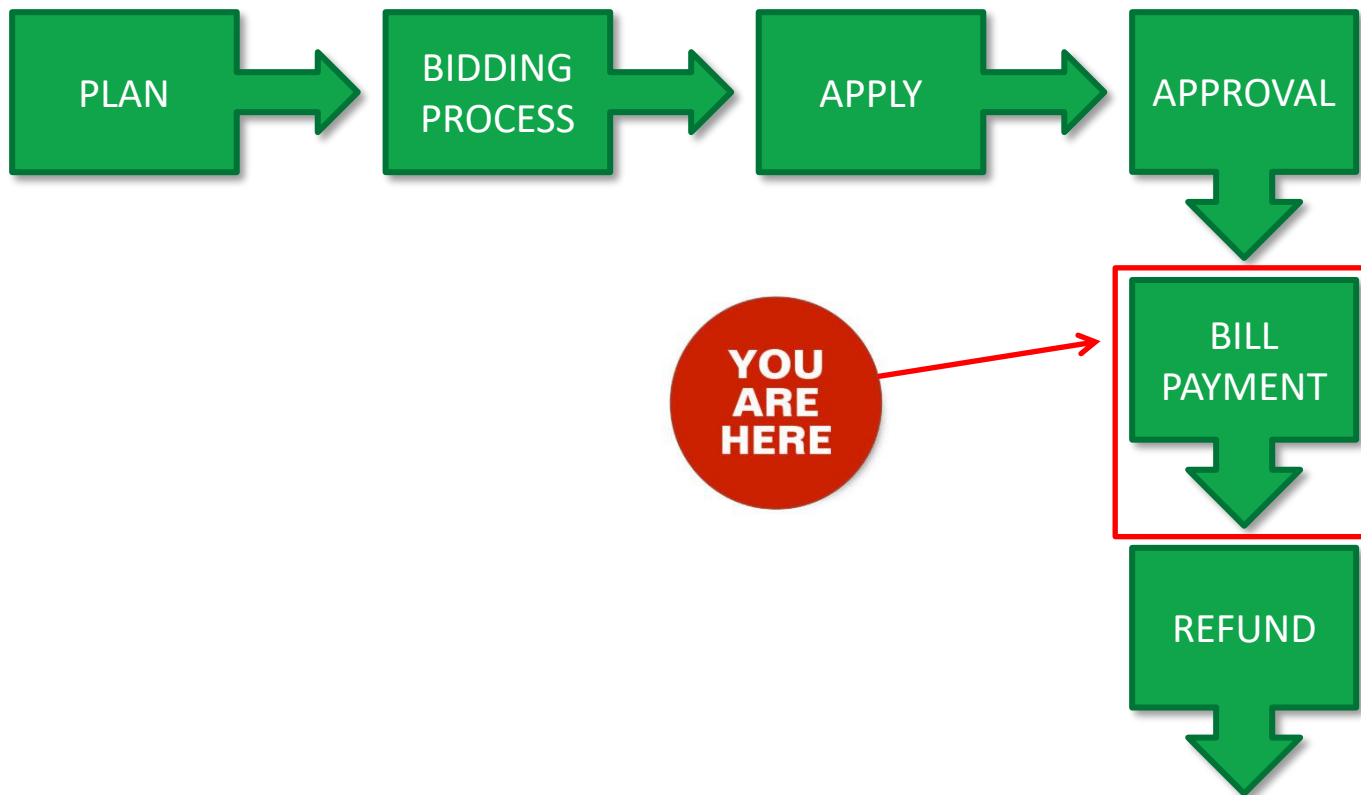 PLAN
BIDDING
PROCESS
APPLY
APPROVAL
YOU
ARE
HERE
BILL
PAYMENT
REFUND